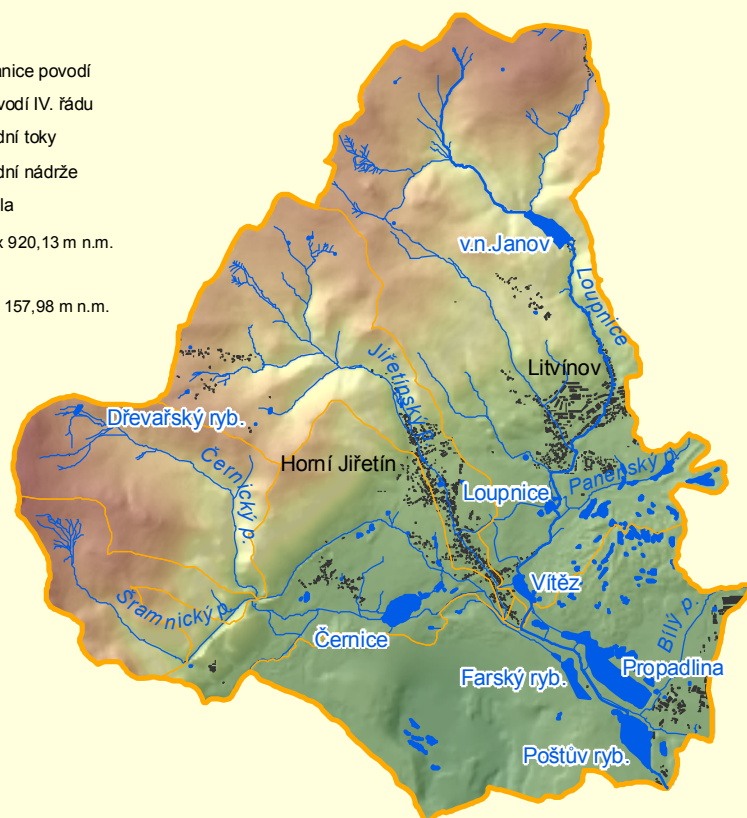 nice povodí
vodí IV. řádu
dní toky
dní nádrže
la
x 920,13 m n.m.
157,98 m n.m.
v.n.Janov
Loupnice
Litvínov
Jiřetínský p.
Dřevařský ryb.
Horní Jiřetín
Černický p.
Loupnice
Panenský p.
Vítěz
Šramnický p.
Černice
Bílý p.
Propadlina
Farský ryb.
Poštův ryb.